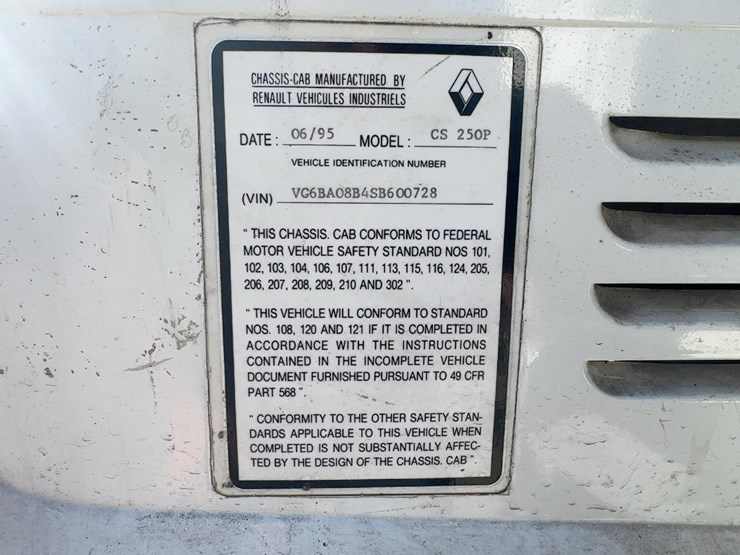 CHASSIS-CAB MANUFACTURED BY
RENAULT VEHICULES INDUSTRIELS
DATE : 06/95 MODEL : CS 250P
VEHICLE IDENTIFICATION NUMBER
(VIN) VG6BA08B4SB600728
" THIS CHASSIS. CAB CONFORMS TO FEDERAL
MOTOR VEHICLE SAFETY STANDARD NOS 101,
102, 103, 104, 106, 107, 111, 113, 115, 116, 124, 205,
206, 207, 208, 209, 210 AND 302 ".
" THIS VEHICLE WILL CONFORM TO STANDARD
NOS. 108, 120 AND 121 IF IT IS COMPLETED IN
ACCORDANCE WITH THE INSTRUCTIONS
CONTAINED IN THE INCOMPLETE VEHICLE
DOCUMENT FURNISHED PURSUANT TO 49 CFR
PART 568 ".
" CONFORMITY TO THE OTHER SAFETY STAN-
DARDS APPLICABLE TO THIS VEHICLE WHEN
COMPLETED IS NOT SUBSTANTIALLY AFFEC-
TED BY THE DESIGN OF THE CHASSIS. CAB ".